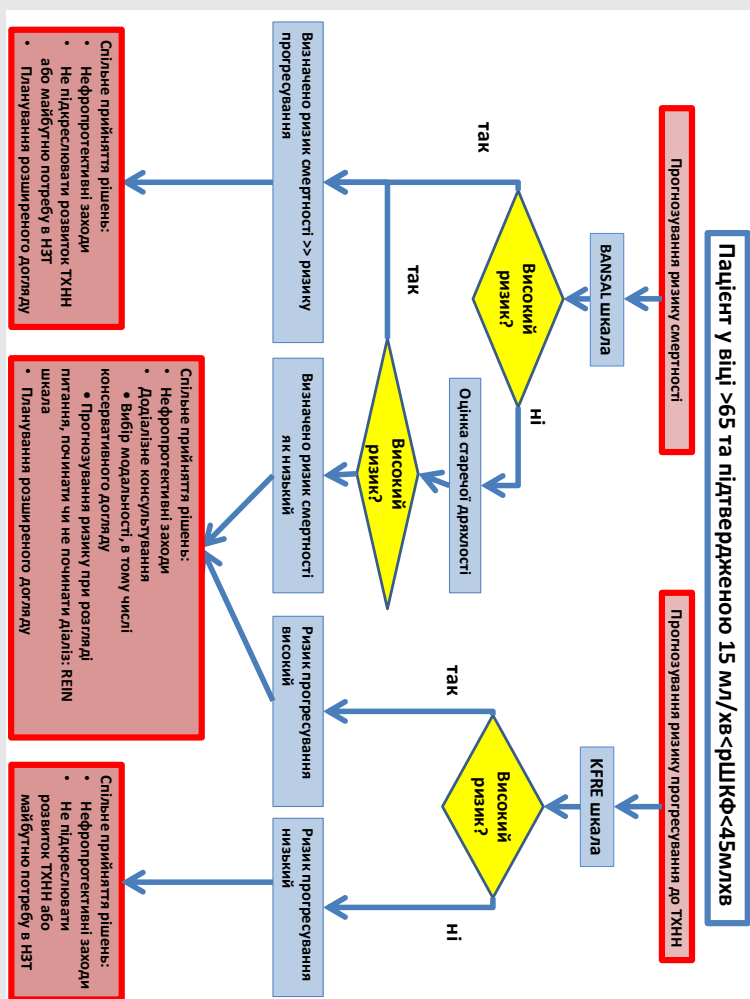 Пацієнт у віці >65 та підтвердженою 15 мл/хв<рШКФ<45млхв
Прогнозування ризику смертності
BANSAL шкала
Високий
ризик?
так
ні
Оцінка старечої дряхлості
Високий
ризик?
так
Визначено ризик смертності >> ризику
прогресування
Визначено ризик смертності
як низький
Спільне прийняття рішень:
• Нефропротективні заходи
• Не підкреслювати розвиток ТХНН
або майбутню потребу в НЗТ
• Планування розширеного догляду
Прогнозування ризику прогресування до ТХНН
KFRE шкала
Високий
ризик?
так
ні
Ризик прогресування
високий
Ризик прогресування
низький
Спільне прийняття рішень:
• Нефропротективні заходи
• Додіалізне консультування
• Вибір модальності, в тому числі
консервативного догляду
• Прогнозування ризику при розгляді
питання, починати чи не починати діаліз: REIN
шкала
• Планування розширеного догляду
Спільне прийняття рішень:
• Нефропротективні заходи
• Не підкреслювати
розвиток ТХНН або
майбутню потребу в НЗТ